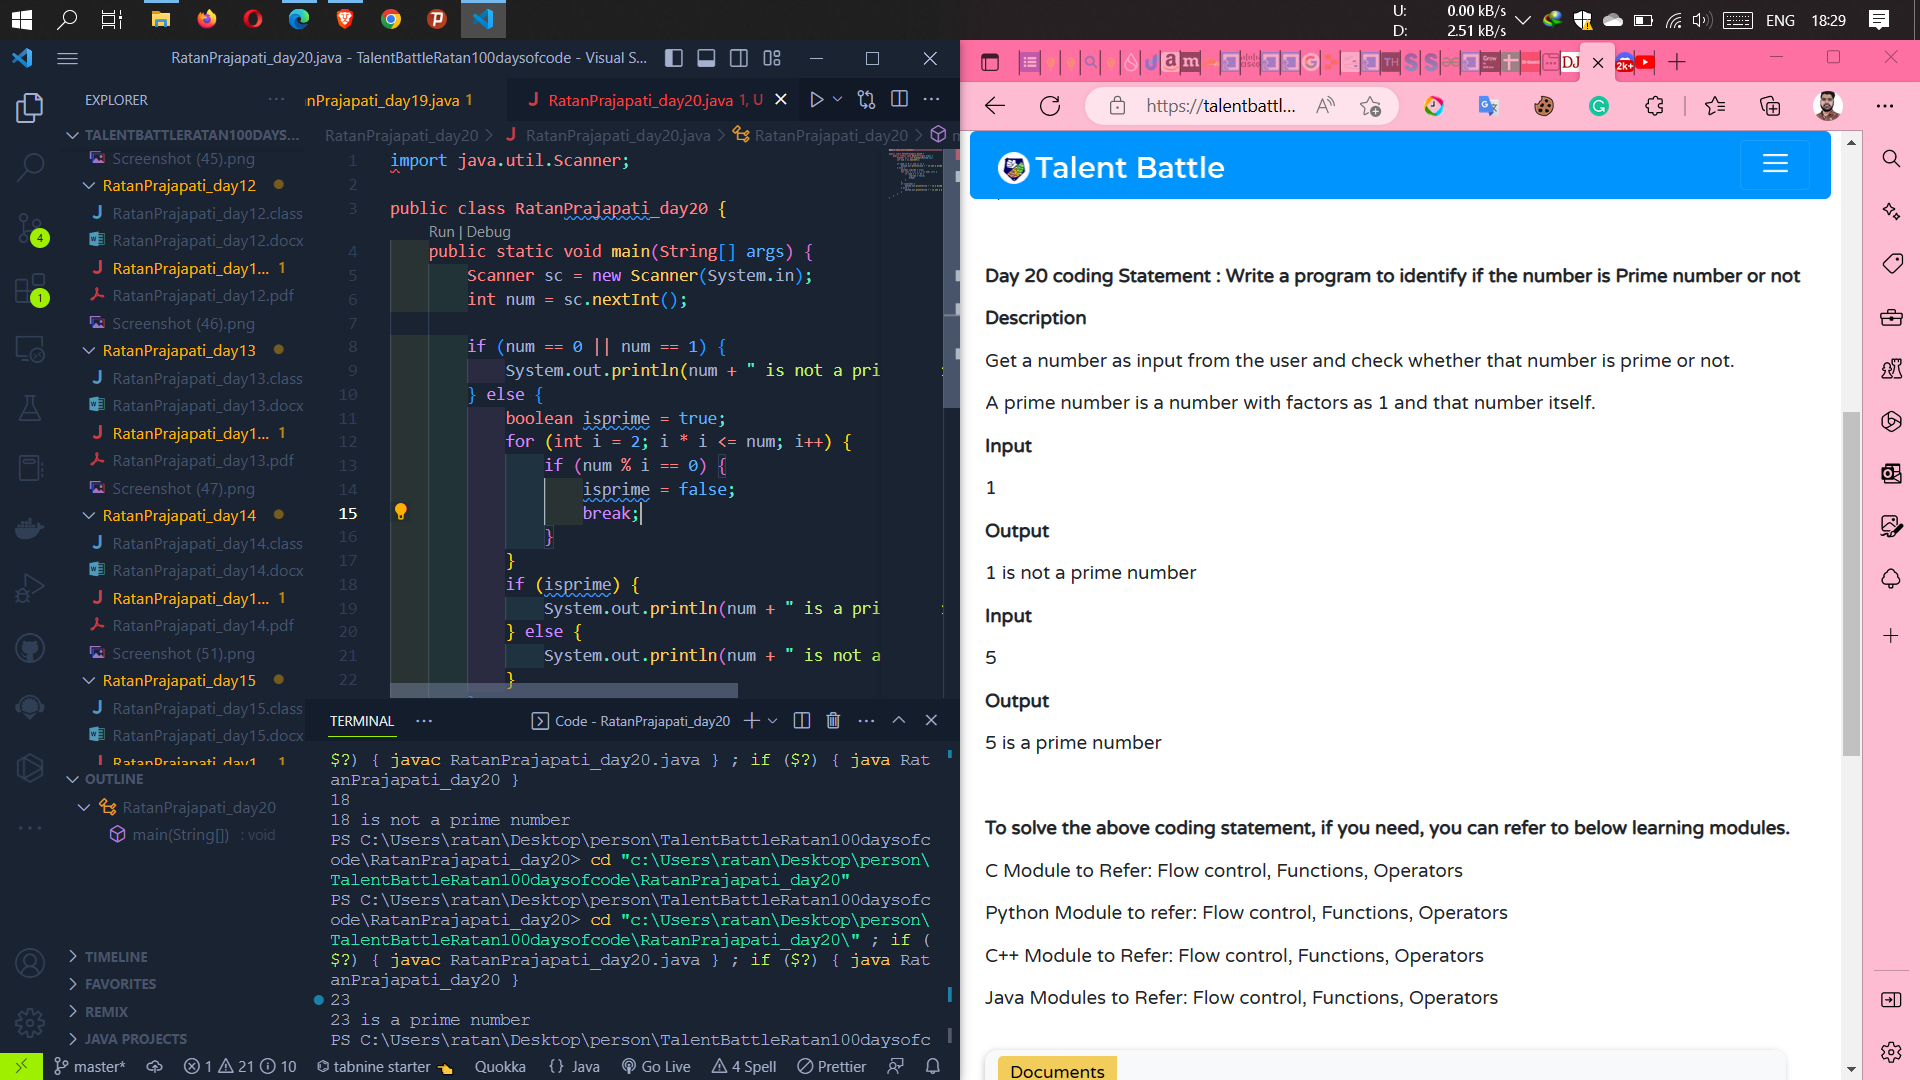 U: 0.00 kB/s
D: 2.51 kB/s
ENG 18:29
RatanPrajapati_day20.java - TalentBattleRatan100daysofcode - Visual S...
EXPLORER
TALENTBATTLERATAN100DAYS...
Screenshot (45).png
RatanPrajapati_day12
RatanPrajapati_day12.class
RatanPrajapati_day12.docx
RatanPrajapati_day1... 1
RatanPrajapati_day12.pdf
Screenshot (46).png
RatanPrajapati_day13
RatanPrajapati_day13.class
RatanPrajapati_day13.docx
RatanPrajapati_day1... 1
RatanPrajapati_day13.pdf
Screenshot (47).png
RatanPrajapati_day14
RatanPrajapati_day14.class
RatanPrajapati_day14.docx
RatanPrajapati_day1... 1
RatanPrajapati_day14.pdf
Screenshot (51).png
RatanPrajapati_day15
RatanPrajapati_day15.class
RatanPrajapati_day15.docx
RatanPrajapati_day1... 1
OUTLINE
RatanPrajapati_day20
main(String[]) : void
TIMELINE
FAVORITES
REMIX
JAVA PROJECTS
4
1
nPrajapati_day19.java 1
RatanPrajapati_day20.java 1, U
RatanPrajapati_day20 > RatanPrajapati_day20.java > RatanPrajapati_day20 >
1 import java.util.Scanner;
2
3 public class RatanPrajapati_day20 {
Run | Debug
4 public static void main(String[] args) {
5 Scanner sc = new Scanner(System.in);
6 int num = sc.nextInt();
7
8 if (num == 0 || num == 1) {
9 System.out.println(num + " is not a pri
10 } else {
11 boolean isprime = true;
12 for (int i = 2; i * i <= num; i++) {
13 if (num % i == 0) {
14 isprime = false;
15 break;
16 }
17 }
18 if (isprime) {
19 System.out.println(num + " is a pri
20 } else {
21 System.out.println(num + " is not a
22 }
TERMINAL
Code - RatanPrajapati_day20
$?) { javac RatanPrajapati_day20.java } ; if ($?) { java Rat
anPrajapati_day20 }
18
18 is not a prime number
PS C:\Users\ratan\Desktop\person\TalentBattleRatan100daysofc
ode\RatanPrajapati_day20> cd "c:\Users\ratan\Desktop\person\
TalentBattleRatan100daysofcode\RatanPrajapati_day20"
PS C:\Users\ratan\Desktop\person\TalentBattleRatan100daysofc
ode\RatanPrajapati_day20> cd "c:\Users\ratan\Desktop\person\
TalentBattleRatan100daysofcode\RatanPrajapati_day20\" ; if (
$?) { javac RatanPrajapati_day20.java } ; if ($?) { java Rat
anPrajapati_day20 }
23
23 is a prime number
PS C:\Users\ratan\Desktop\person\TalentBattleRatan100daysofc
master* 1 21 10 tabnine starter Quokka {} Java Go Live 4 Spell Prettier
DJ
2k+
https://talentbattl...
Talent Battle
Day 20 coding Statement : Write a program to identify if the number is Prime number or not
Description
Get a number as input from the user and check whether that number is prime or not.
A prime number is a number with factors as 1 and that number itself.
Input
1
Output
1 is not a prime number
Input
5
Output
5 is a prime number
To solve the above coding statement, if you need, you can refer to below learning modules.
C Module to Refer: Flow control, Functions, Operators
Python Module to refer: Flow control, Functions, Operators
C++ Module to Refer: Flow control, Functions, Operators
Java Modules to Refer: Flow control, Functions, Operators
Documents